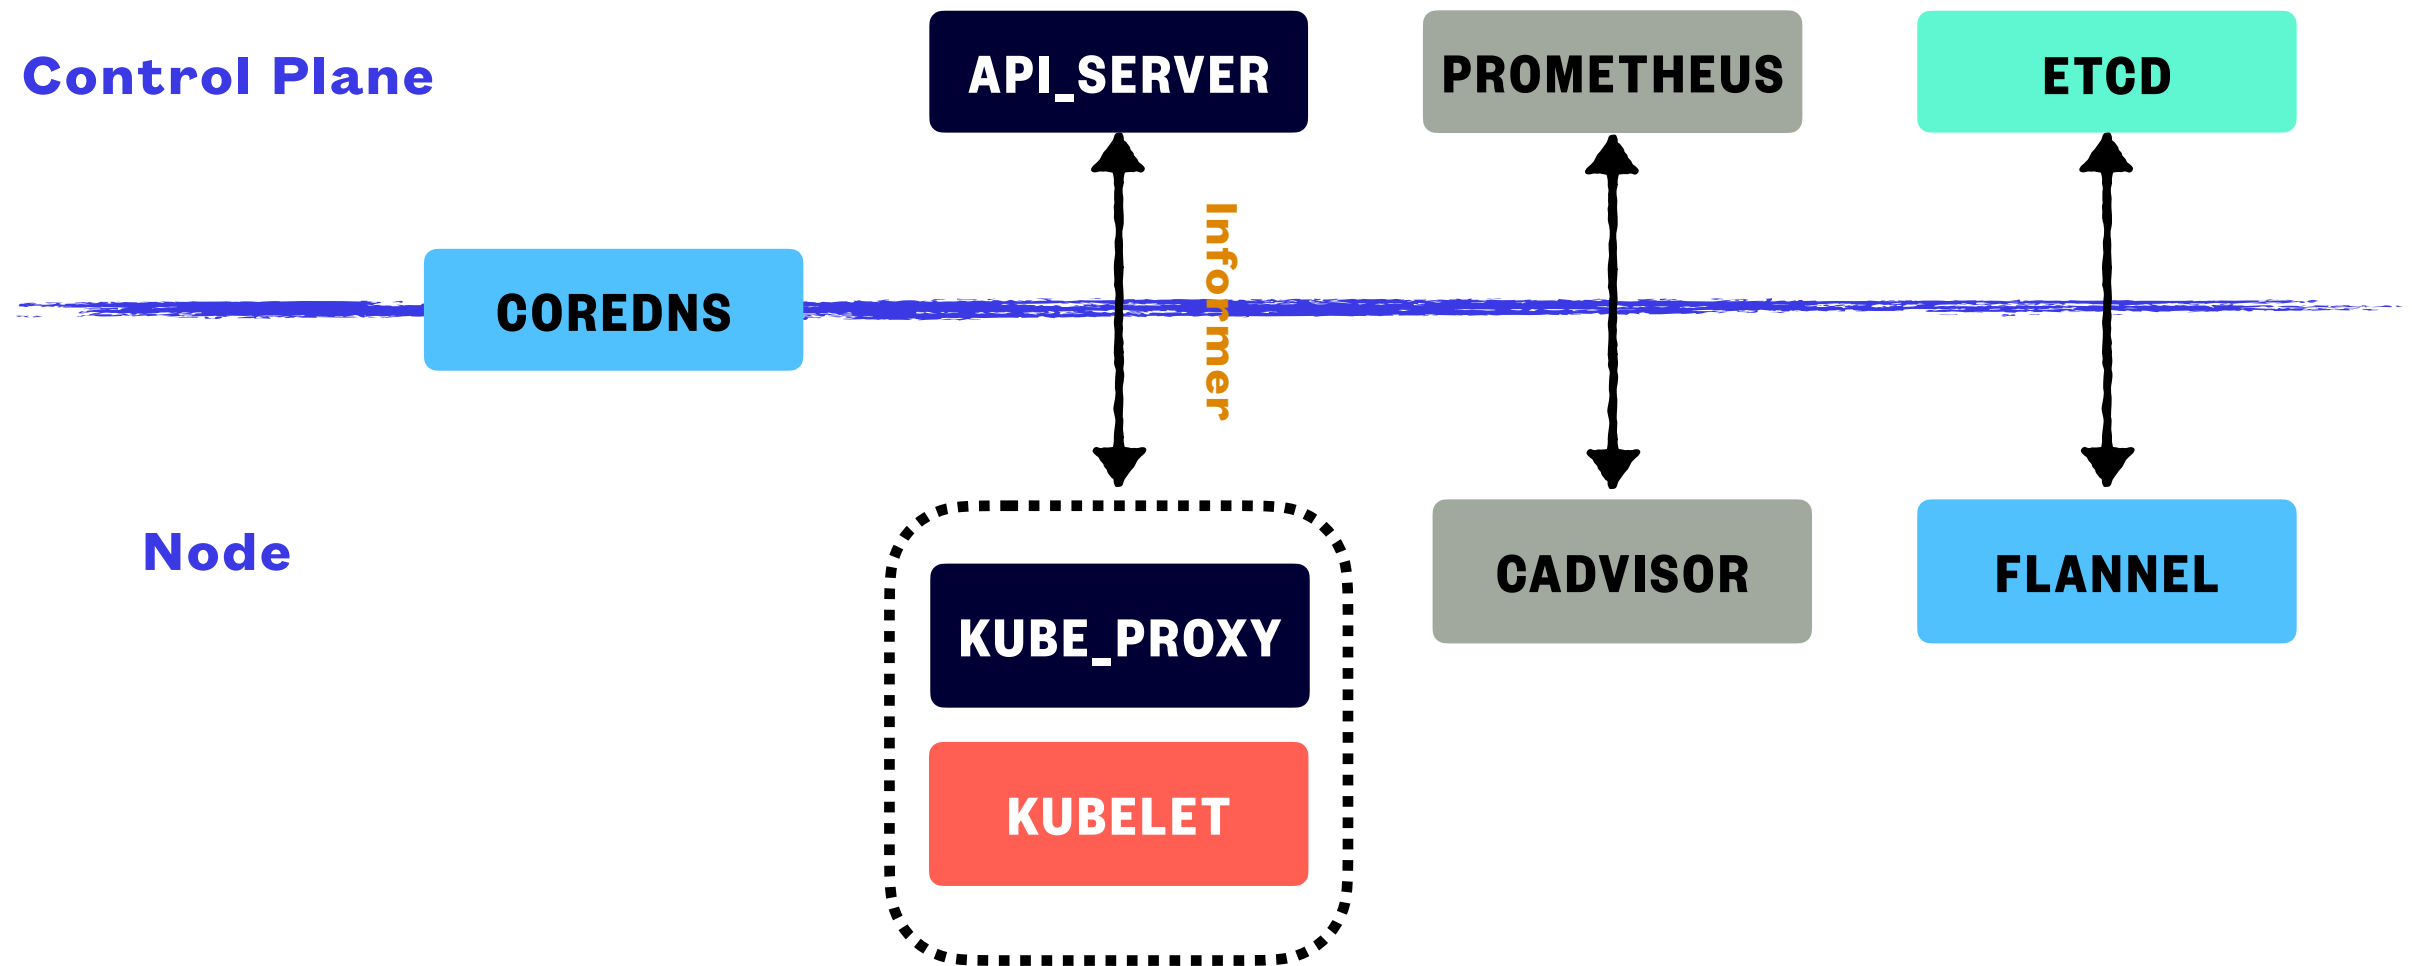 Control Plane
API_SERVER
PROMETHEUS
ETCD
Informer
COREDNS
Node
KUBE_PROXY
CADVISOR
FLANNEL
KUBELET